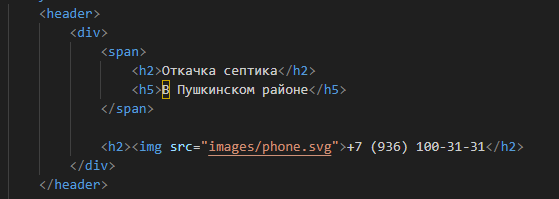 <header>
<div>
<span>
<h2>Откачка септика</h2>
<h5>В Пушкинском районе</h5>
</span>
<h2><img src="images/phone.svg">+7 (936) 100-31-31</h2>
</div>
</header>